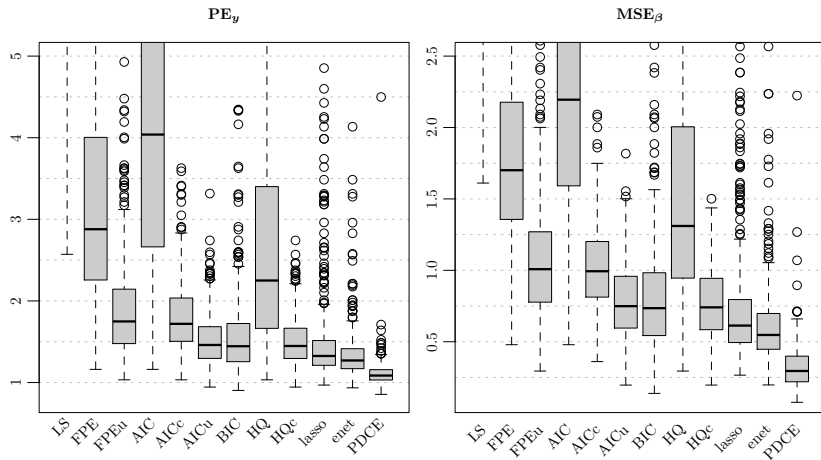 PE_y
MSE_β
5
4
3
2
1
LS
FPE
FPEu
AIC
AICc
AICu
BIC
HQ
HQc
lasso
enet
PDCE
2.5
2.0
1.5
1.0
0.5
LS
FPE
FPEu
AIC
AICc
AICu
BIC
HQ
HQc
lasso
enet
PDCE